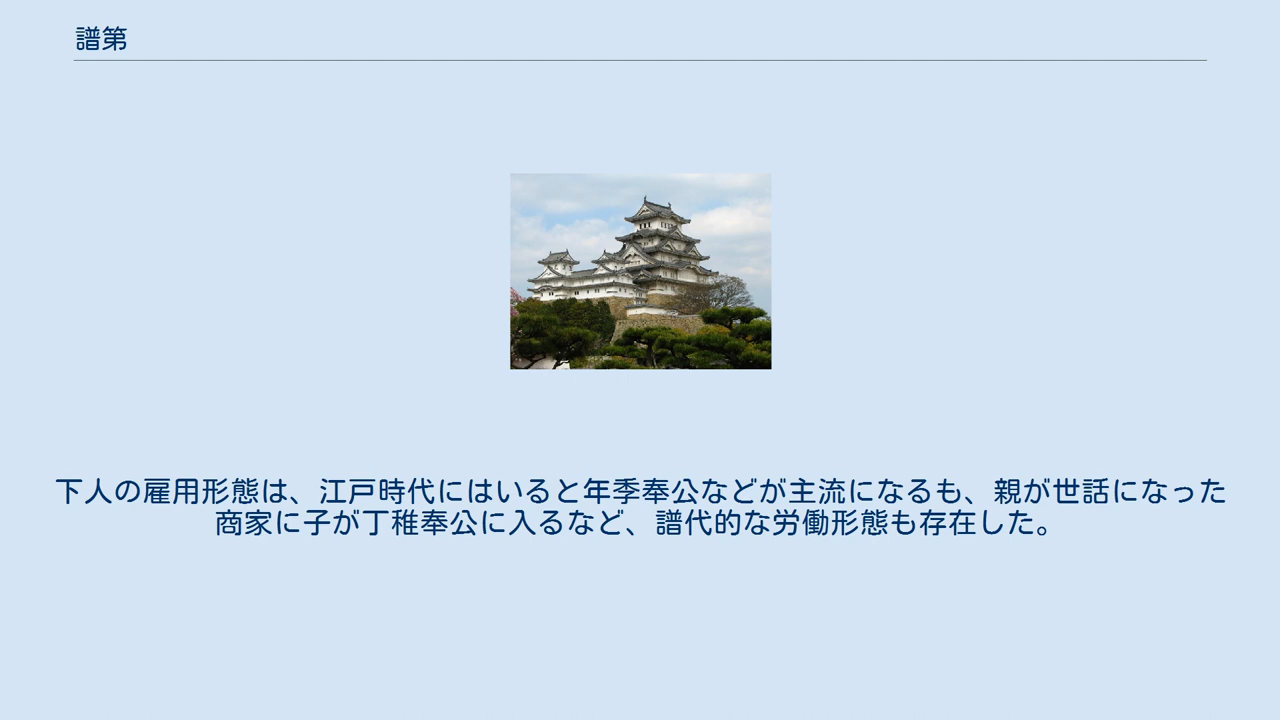 譜第
下人の雇用形態は、江戸時代にはいると年季奉公などが主流になるも、親が世話になった
商家に子が丁稚奉公に入るなど、譜代的な労働形態も存在した。